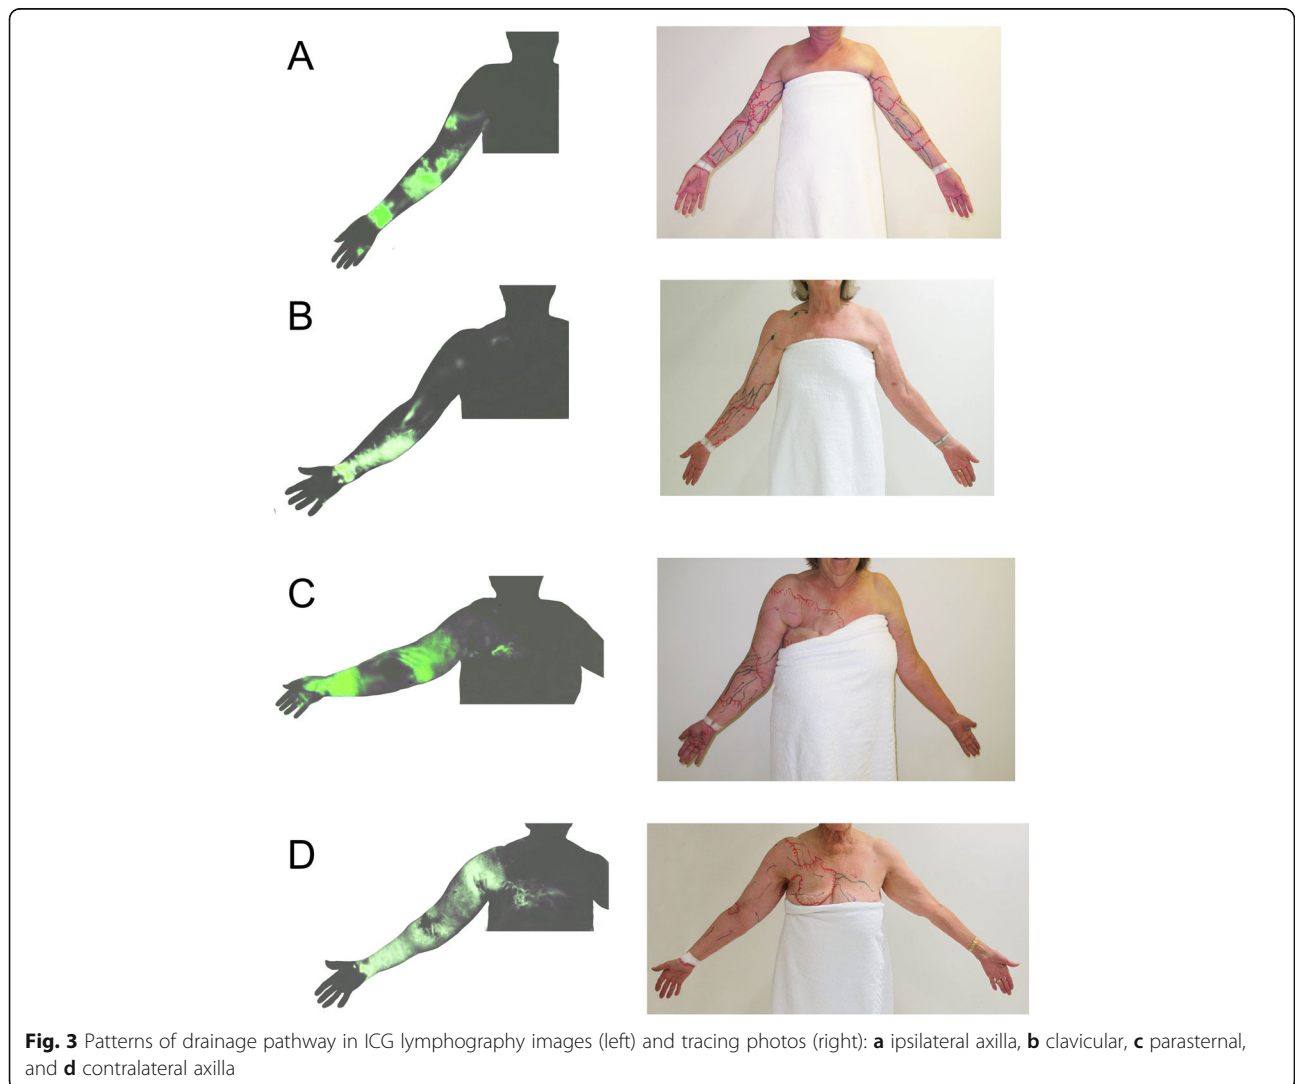 A
B
C
D
Fig. 3 Patterns of drainage pathway in ICG lymphography images (left) and tracing photos (right): a ipsilateral axilla, b clavicular, c parasternal,
and d contralateral axilla